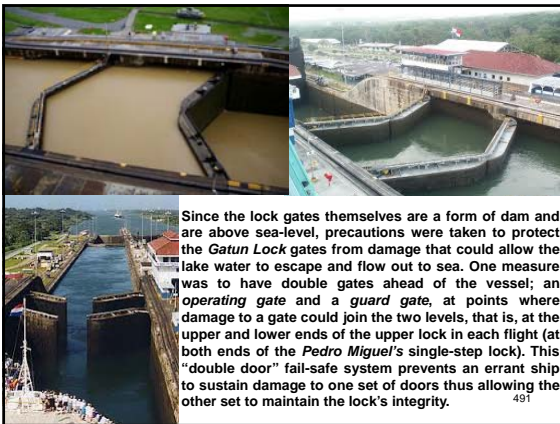 Since the lock gates themselves are a form of dam and
are above sea-level, precautions were taken to protect
the Gatun Lock gates from damage that could allow the
lake water to escape and flow out to sea. One measure
was to have double gates ahead of the vessel; an
operating gate and a guard gate, at points where
damage to a gate could join the two levels, that is, at the
upper and lower ends of the upper lock in each flight (at
both ends of the Pedro Miguel's single-step lock). This
“double door” fail-safe system prevents an errant ship
to sustain damage to one set of doors thus allowing the
other set to maintain the lock's integrity.
491